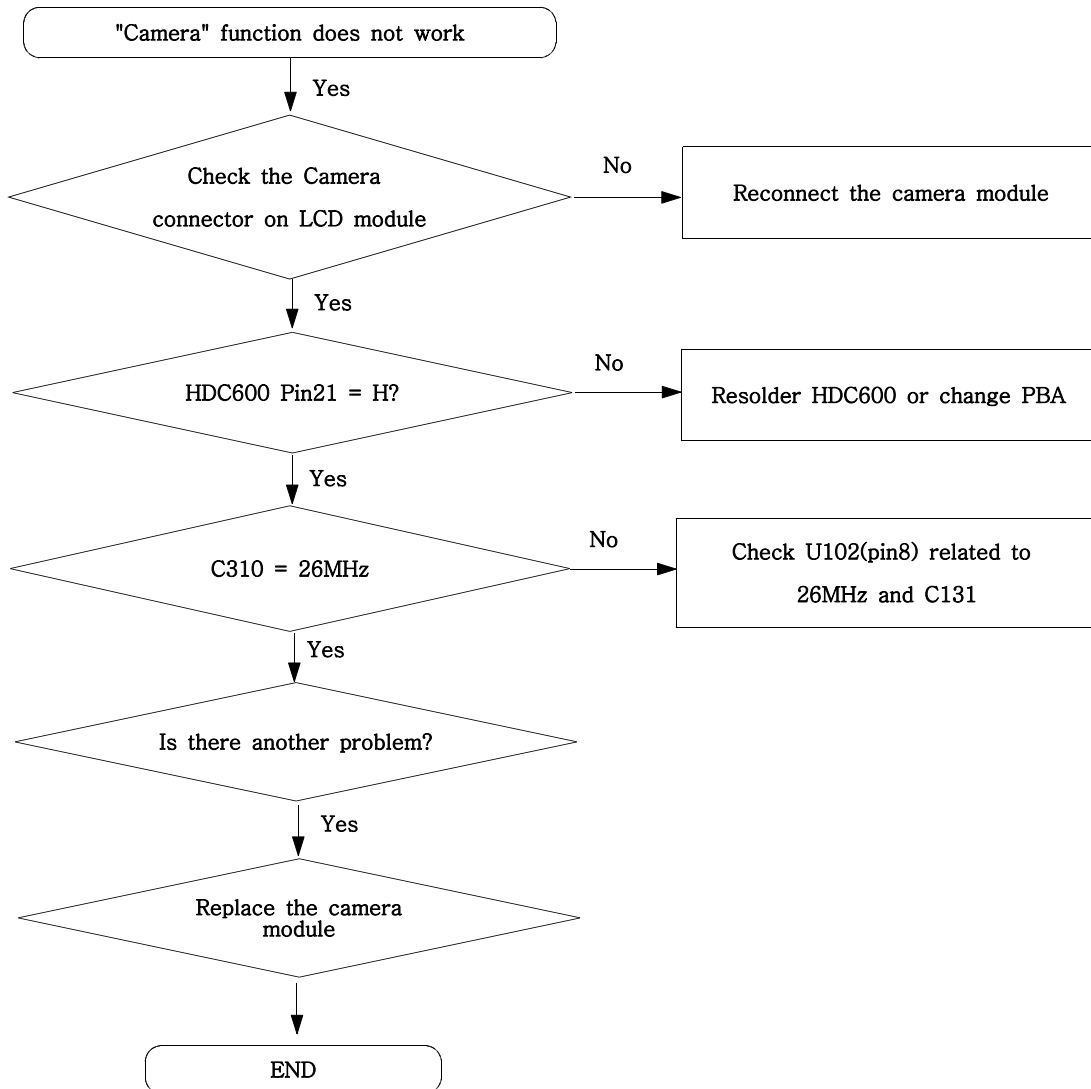 "Camera" function does not work
Yes
Check the Camera
connector on LCD module
No
Reconnect the camera module
Yes
HDC600 Pin21 = H?
No
Resolder HDC600 or change PBA
Yes
C310 = 26MHz
No
Check U102(pin8) related to
26MHz and C131
Yes
Is there another problem?
Yes
Replace the camera
module
END